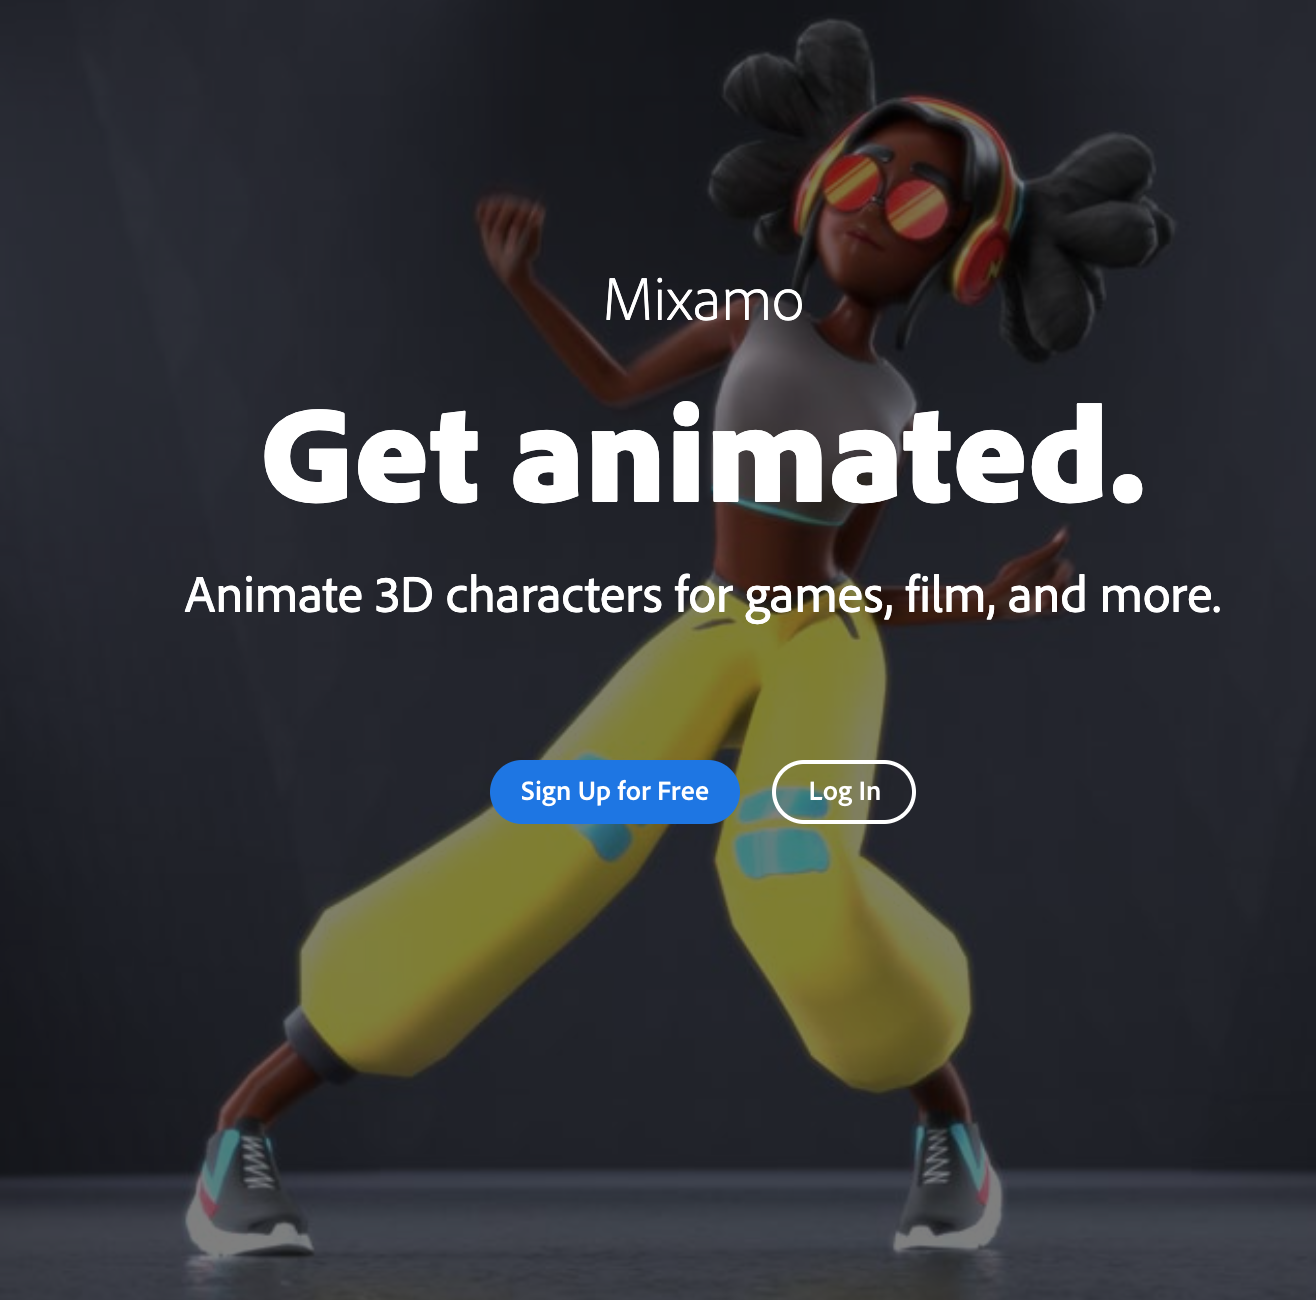 Mixamo
Get animated.
Animate 3D characters for games, film, and more.
Sign Up for Free
Log In